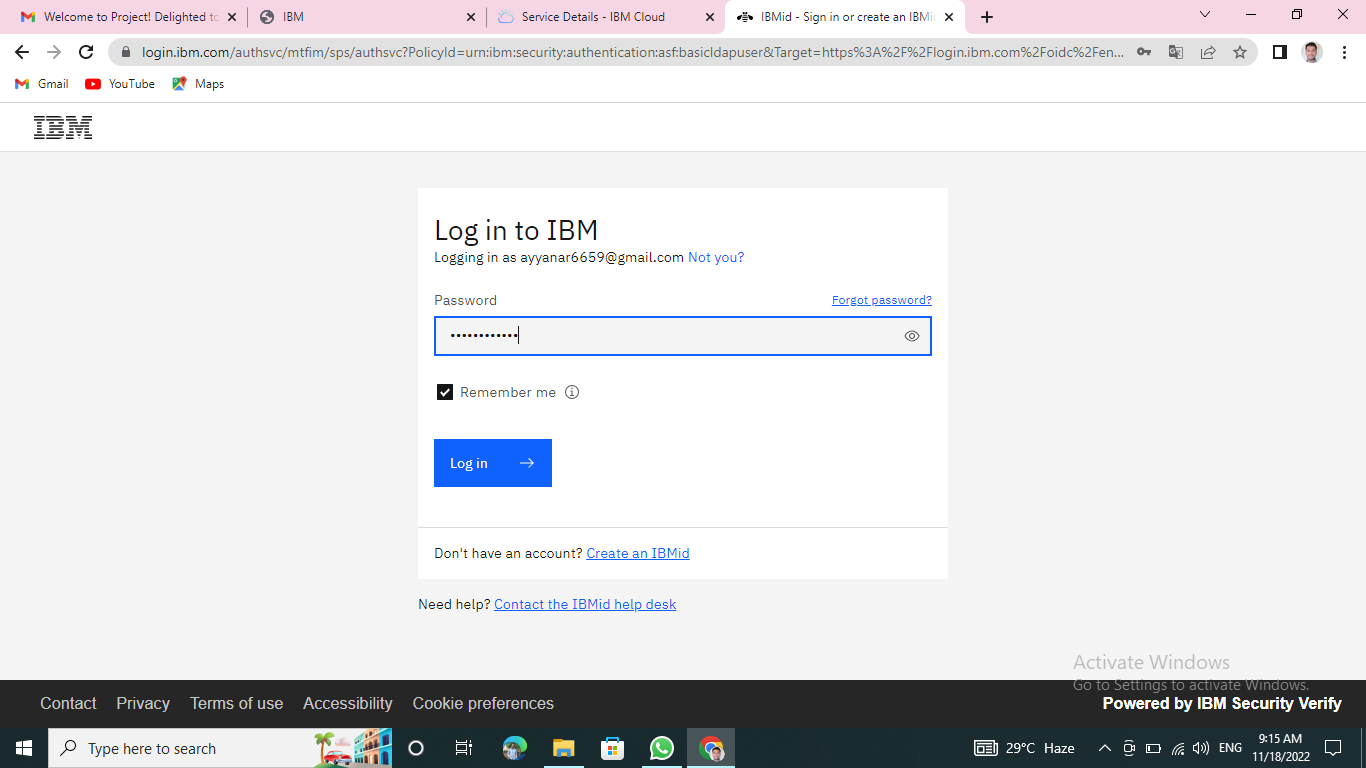 Welcome to Project! Delighted to
IBM
Service Details - IBM Cloud
IBMid - Sign in or create an IBMi
login.ibm.com/authsvc/mtfim/sps/authsvc?PolicyId=urn:ibm:security:authentication:asf:basicldapuser&Target=https%3A%2F%2Flogin.ibm.com%2Foidc%2Fen...
Gmail
YouTube
Maps
IBM
Log in to IBM
Logging in as ayyanar6659@gmail.com Not you?
Password
Forgot password?
••••••••••••
Remember me
Log in
Don't have an account? Create an IBMid
Need help? Contact the IBMid help desk
Activate Windows
Go to Settings to activate Windows.
Contact
Privacy
Terms of use
Accessibility
Cookie preferences
Powered by IBM Security Verify
Type here to search
29°C Haze
ENG
9:15 AM
11/18/2022